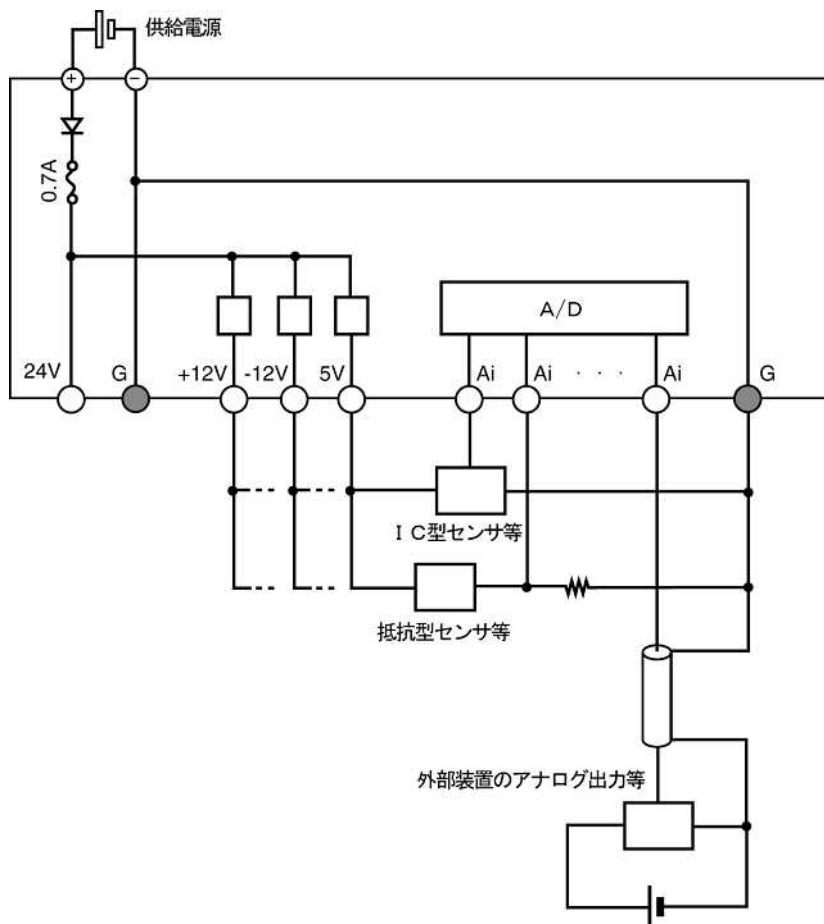 供給電源
+ −
0.7A
A/D
24V G +12V -12V 5V Ai Ai · · · Ai G
ＩＣ型センサ等
抵抗型センサ等
外部装置のアナログ出力等